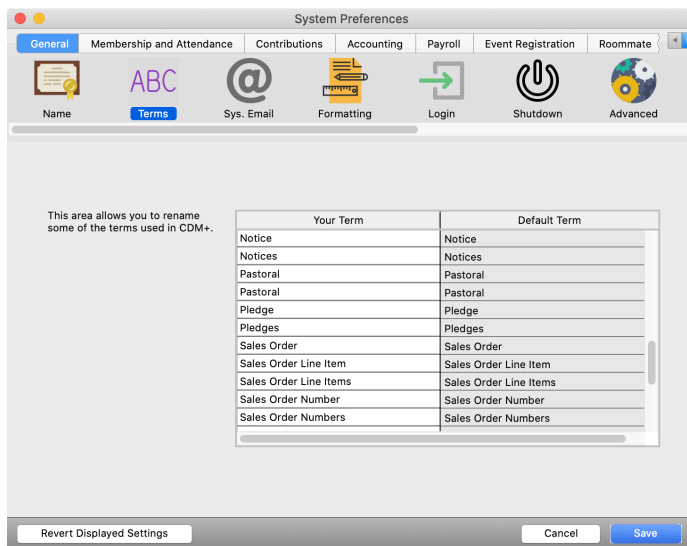 System Preferences
General Membership and Attendance Contributions Accounting Payroll Event Registration Roommate
ABC @
Name Terms Sys. Email Formatting Login Shutdown Advanced
This area allows you to rename
some of the terms used in CDM+.
Your Term Default Term
Notice Notice
Notices Notices
Pastoral Pastoral
Pastoral Pastoral
Pledge Pledge
Pledges Pledges
Sales Order Sales Order
Sales Order Line Item Sales Order Line Item
Sales Order Line Items Sales Order Line Items
Sales Order Number Sales Order Number
Sales Order Numbers Sales Order Numbers
Revert Displayed Settings Cancel Save